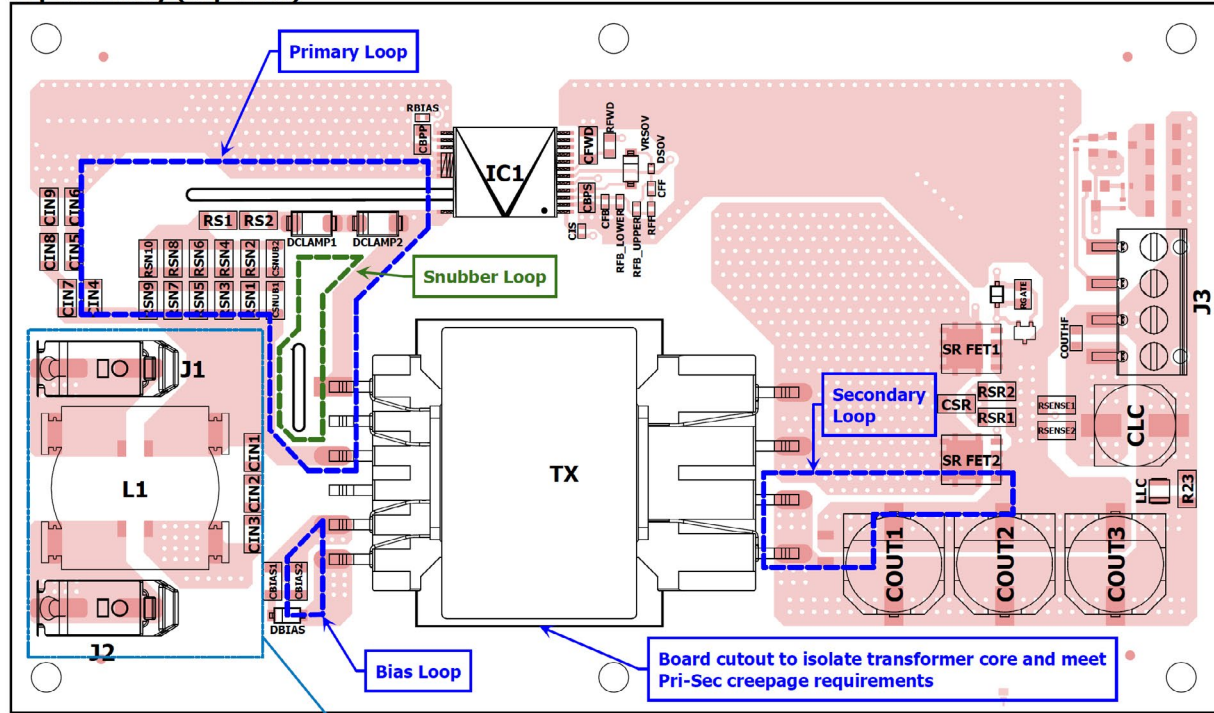 Primary Loop
RBIAS
CBPP
IC1
CFWD
RFWD
VRSOV
DSOV
CBPS
CFB
RFB_LOWER
RFB_UPPER
CFF
RFF
CIS
CIN9
CIN6
CIN8
CIN5
CIN7
CIN4
RS1
RS2
DCLAMP1
DCLAMP2
RSN10
RSN8
RSN6
RSN4
RSN2
CSNUB2
RSN9
RSN7
RSN5
RSN3
RSN1
CSNUB1
Snubber Loop
J1
L1
CIN1
CIN2
CIN3
J2
CBIAS1
CBIAS2
DBIAS
Bias Loop
TX
Secondary
Loop
SR FET1
RGATE
CSR
RSR2
RSR1
SR FET2
COUTHF
J3
RSENSE1
RSENSE2
CLC
LLC
R23
COUT1
COUT2
COUT3
Board cutout to isolate transformer core and meet
Pri-Sec creepage requirements